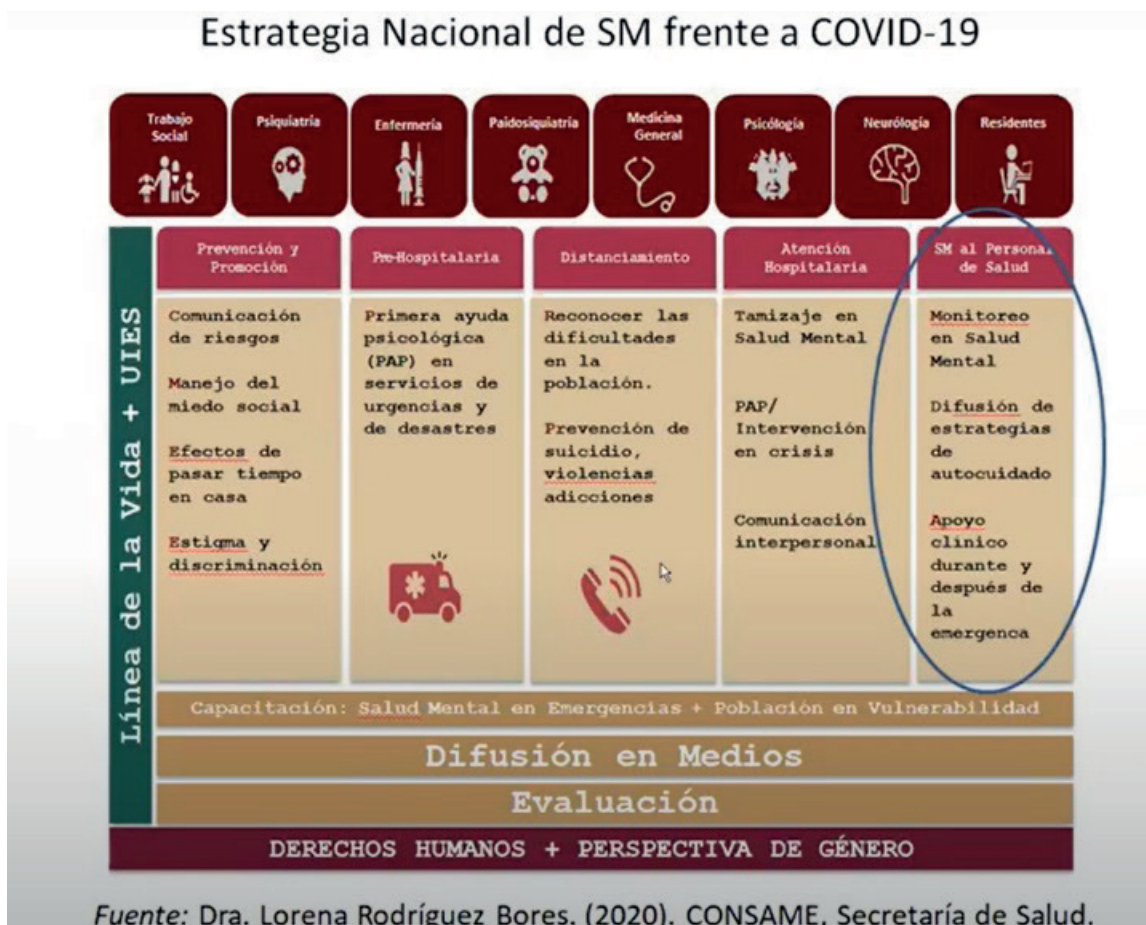 Estrategia Nacional de SM frente a COVID-19
Trabajo
Social
Psiquiatría
Enfermería
Paidosiquiatría
Medicina
General
Psicólogía
Neurólogía
Residentes
Línea de la Vida + UIES
Prevención y
Promoción
Comunicación
de riesgos
Manejo del
miedo social
Efectos de
pasar tiempo
en casa
Estigma y
discriminación
Pre-Hospitalaria
Primera ayuda
psicológica
(PAP) en
servicios de
urgencias y
de desastres
Distanciamiento
Reconocer las
dificultades
en la
población.
Prevención de
suicidio,
violencias
adicciones
Atención
Hospitalaria
Tamizaje en
Salud Mental
PAP/
Intervención
en crisis
Comunicación
interpersonal
SM al Personal
de Salud
Monitoreo
en Salud
Mental
Difusión de
estrategias
de
autocuidado
Apoyo
clínico
durante y
después de
la
emergenca
Capacitación: Salud Mental en Emergencias + Población en Vulnerabilidad
Difusión en Medios
Evaluación
DERECHOS HUMANOS + PERSPECTIVA DE GÉNERO
Fuente: Dra. Lorena Rodríguez Bores. (2020). CONSAME. Secretaría de Salud.